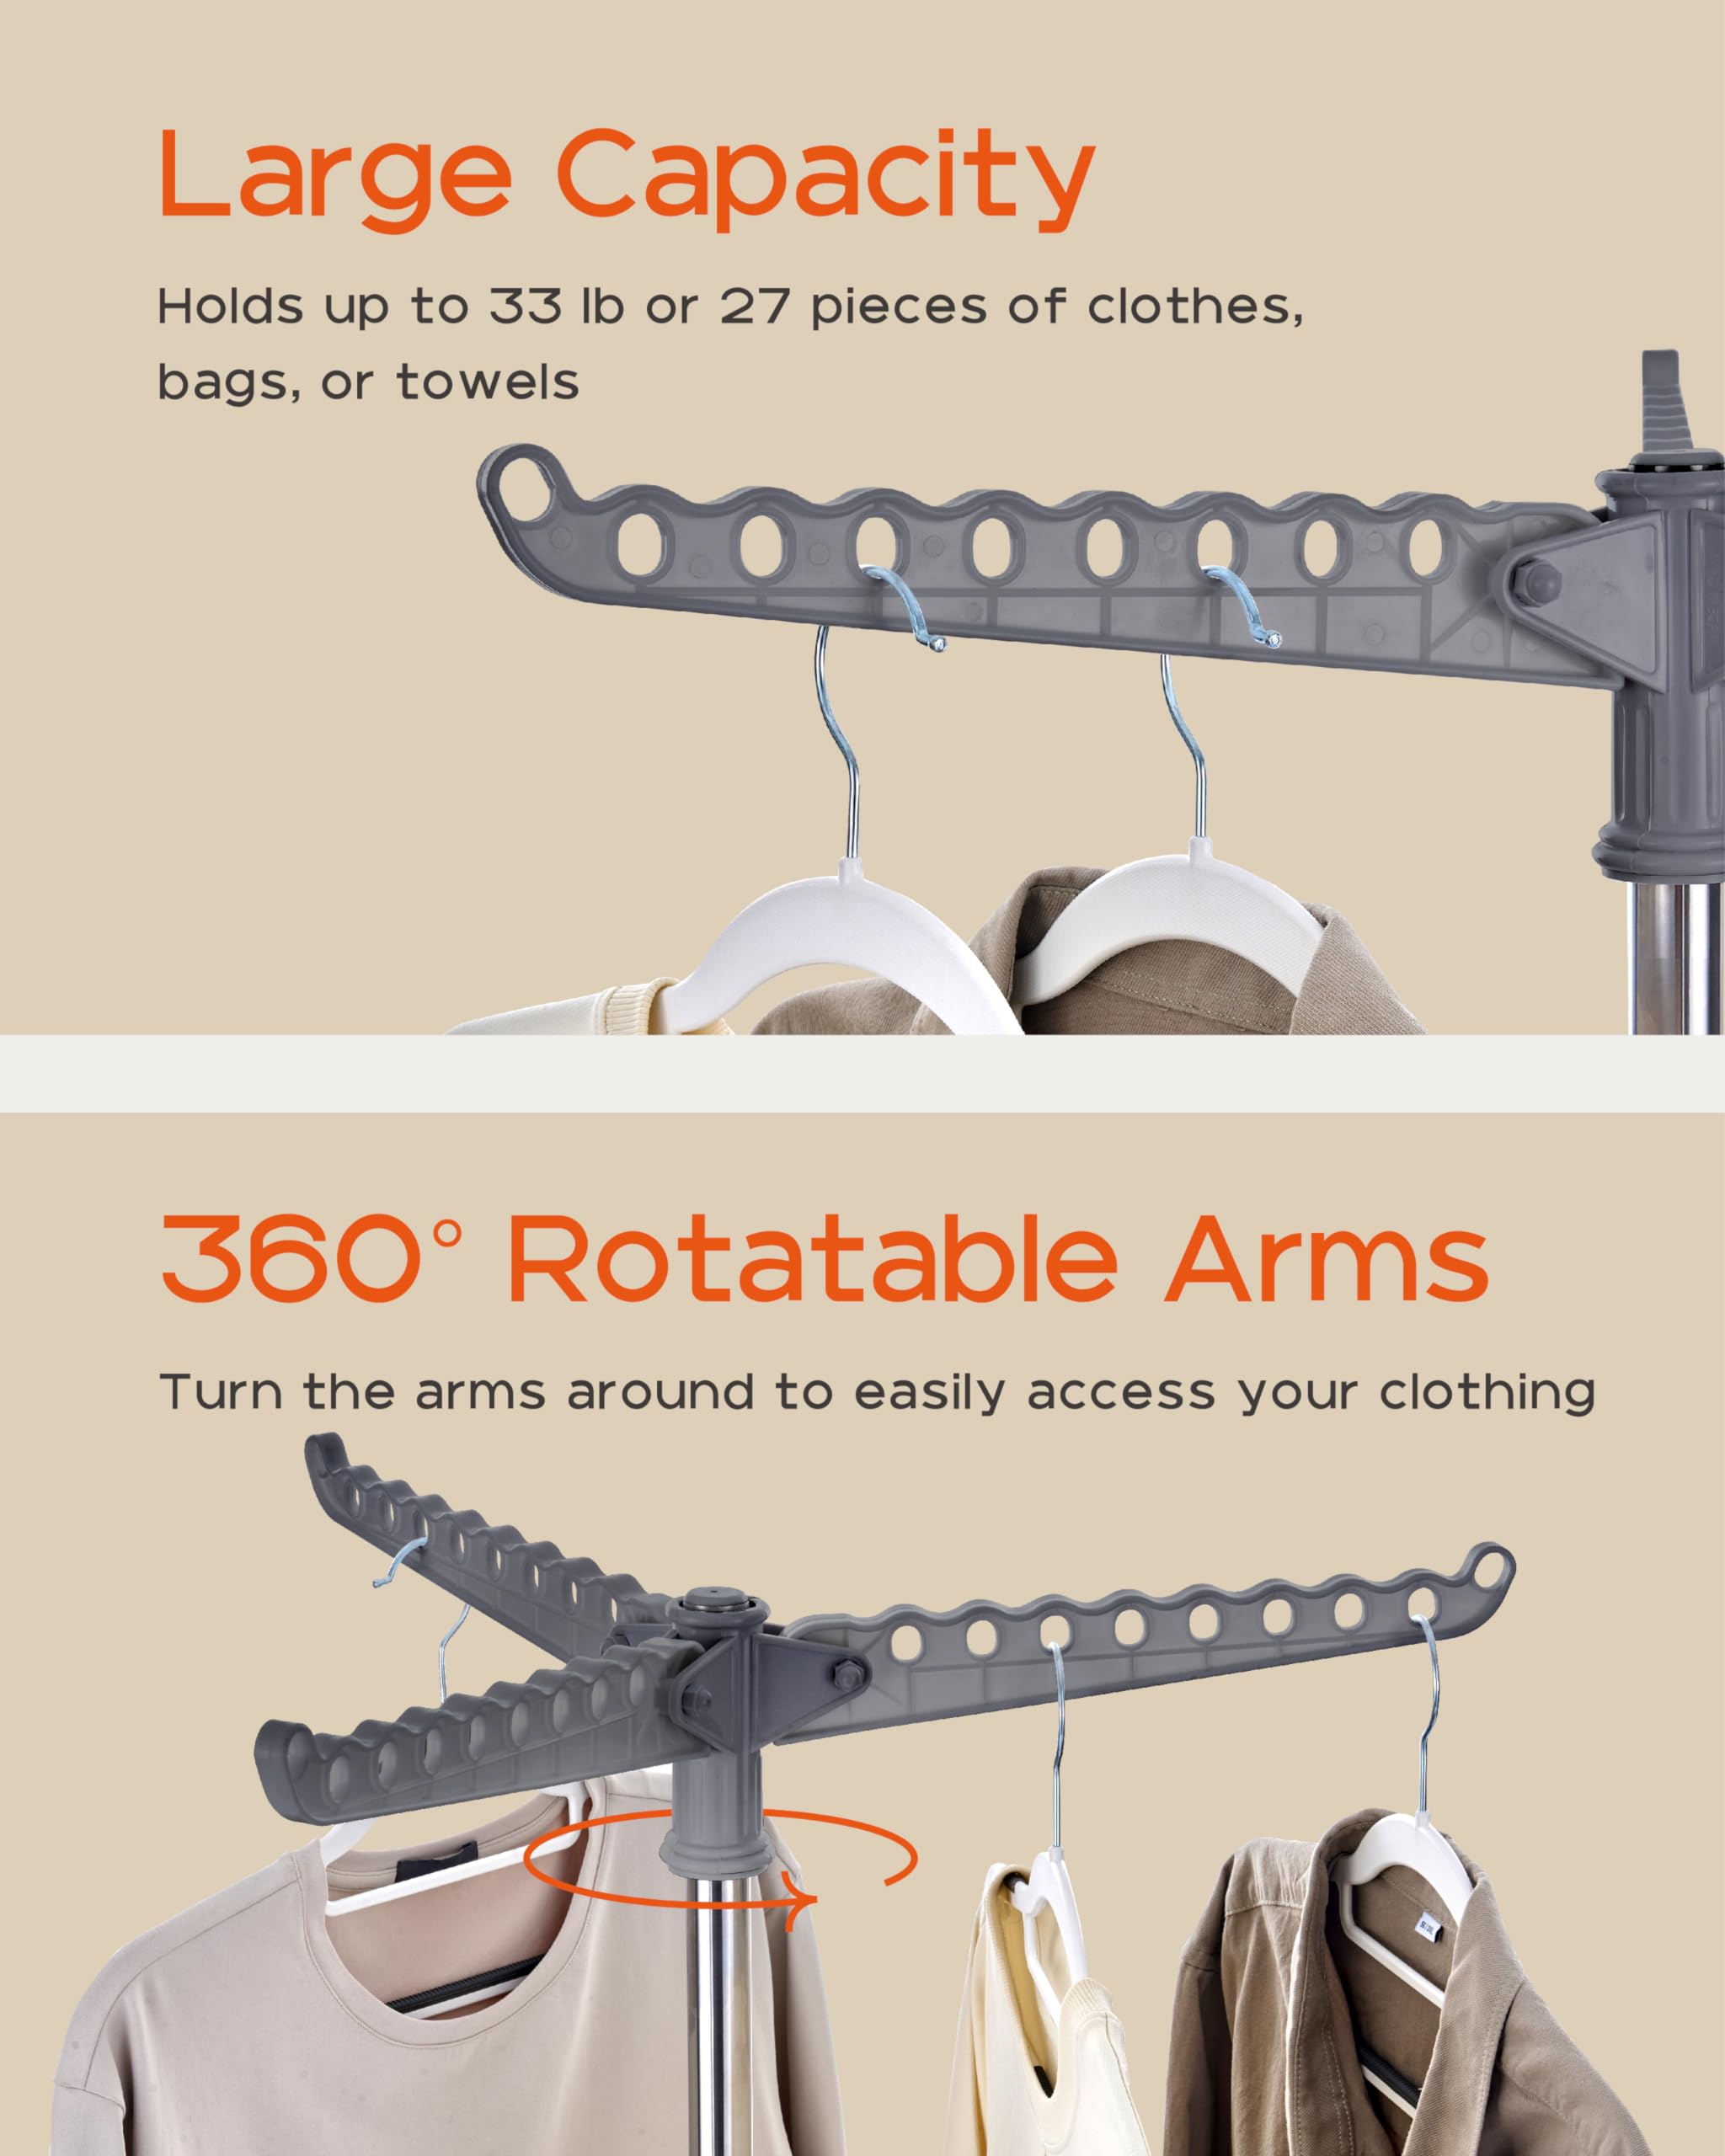 Large Capacity
Holds up to 33 lb or 27 pieces of clothes,
bags, or towels
360° Rotatable Arms
Turn the arms around to easily access your clothing